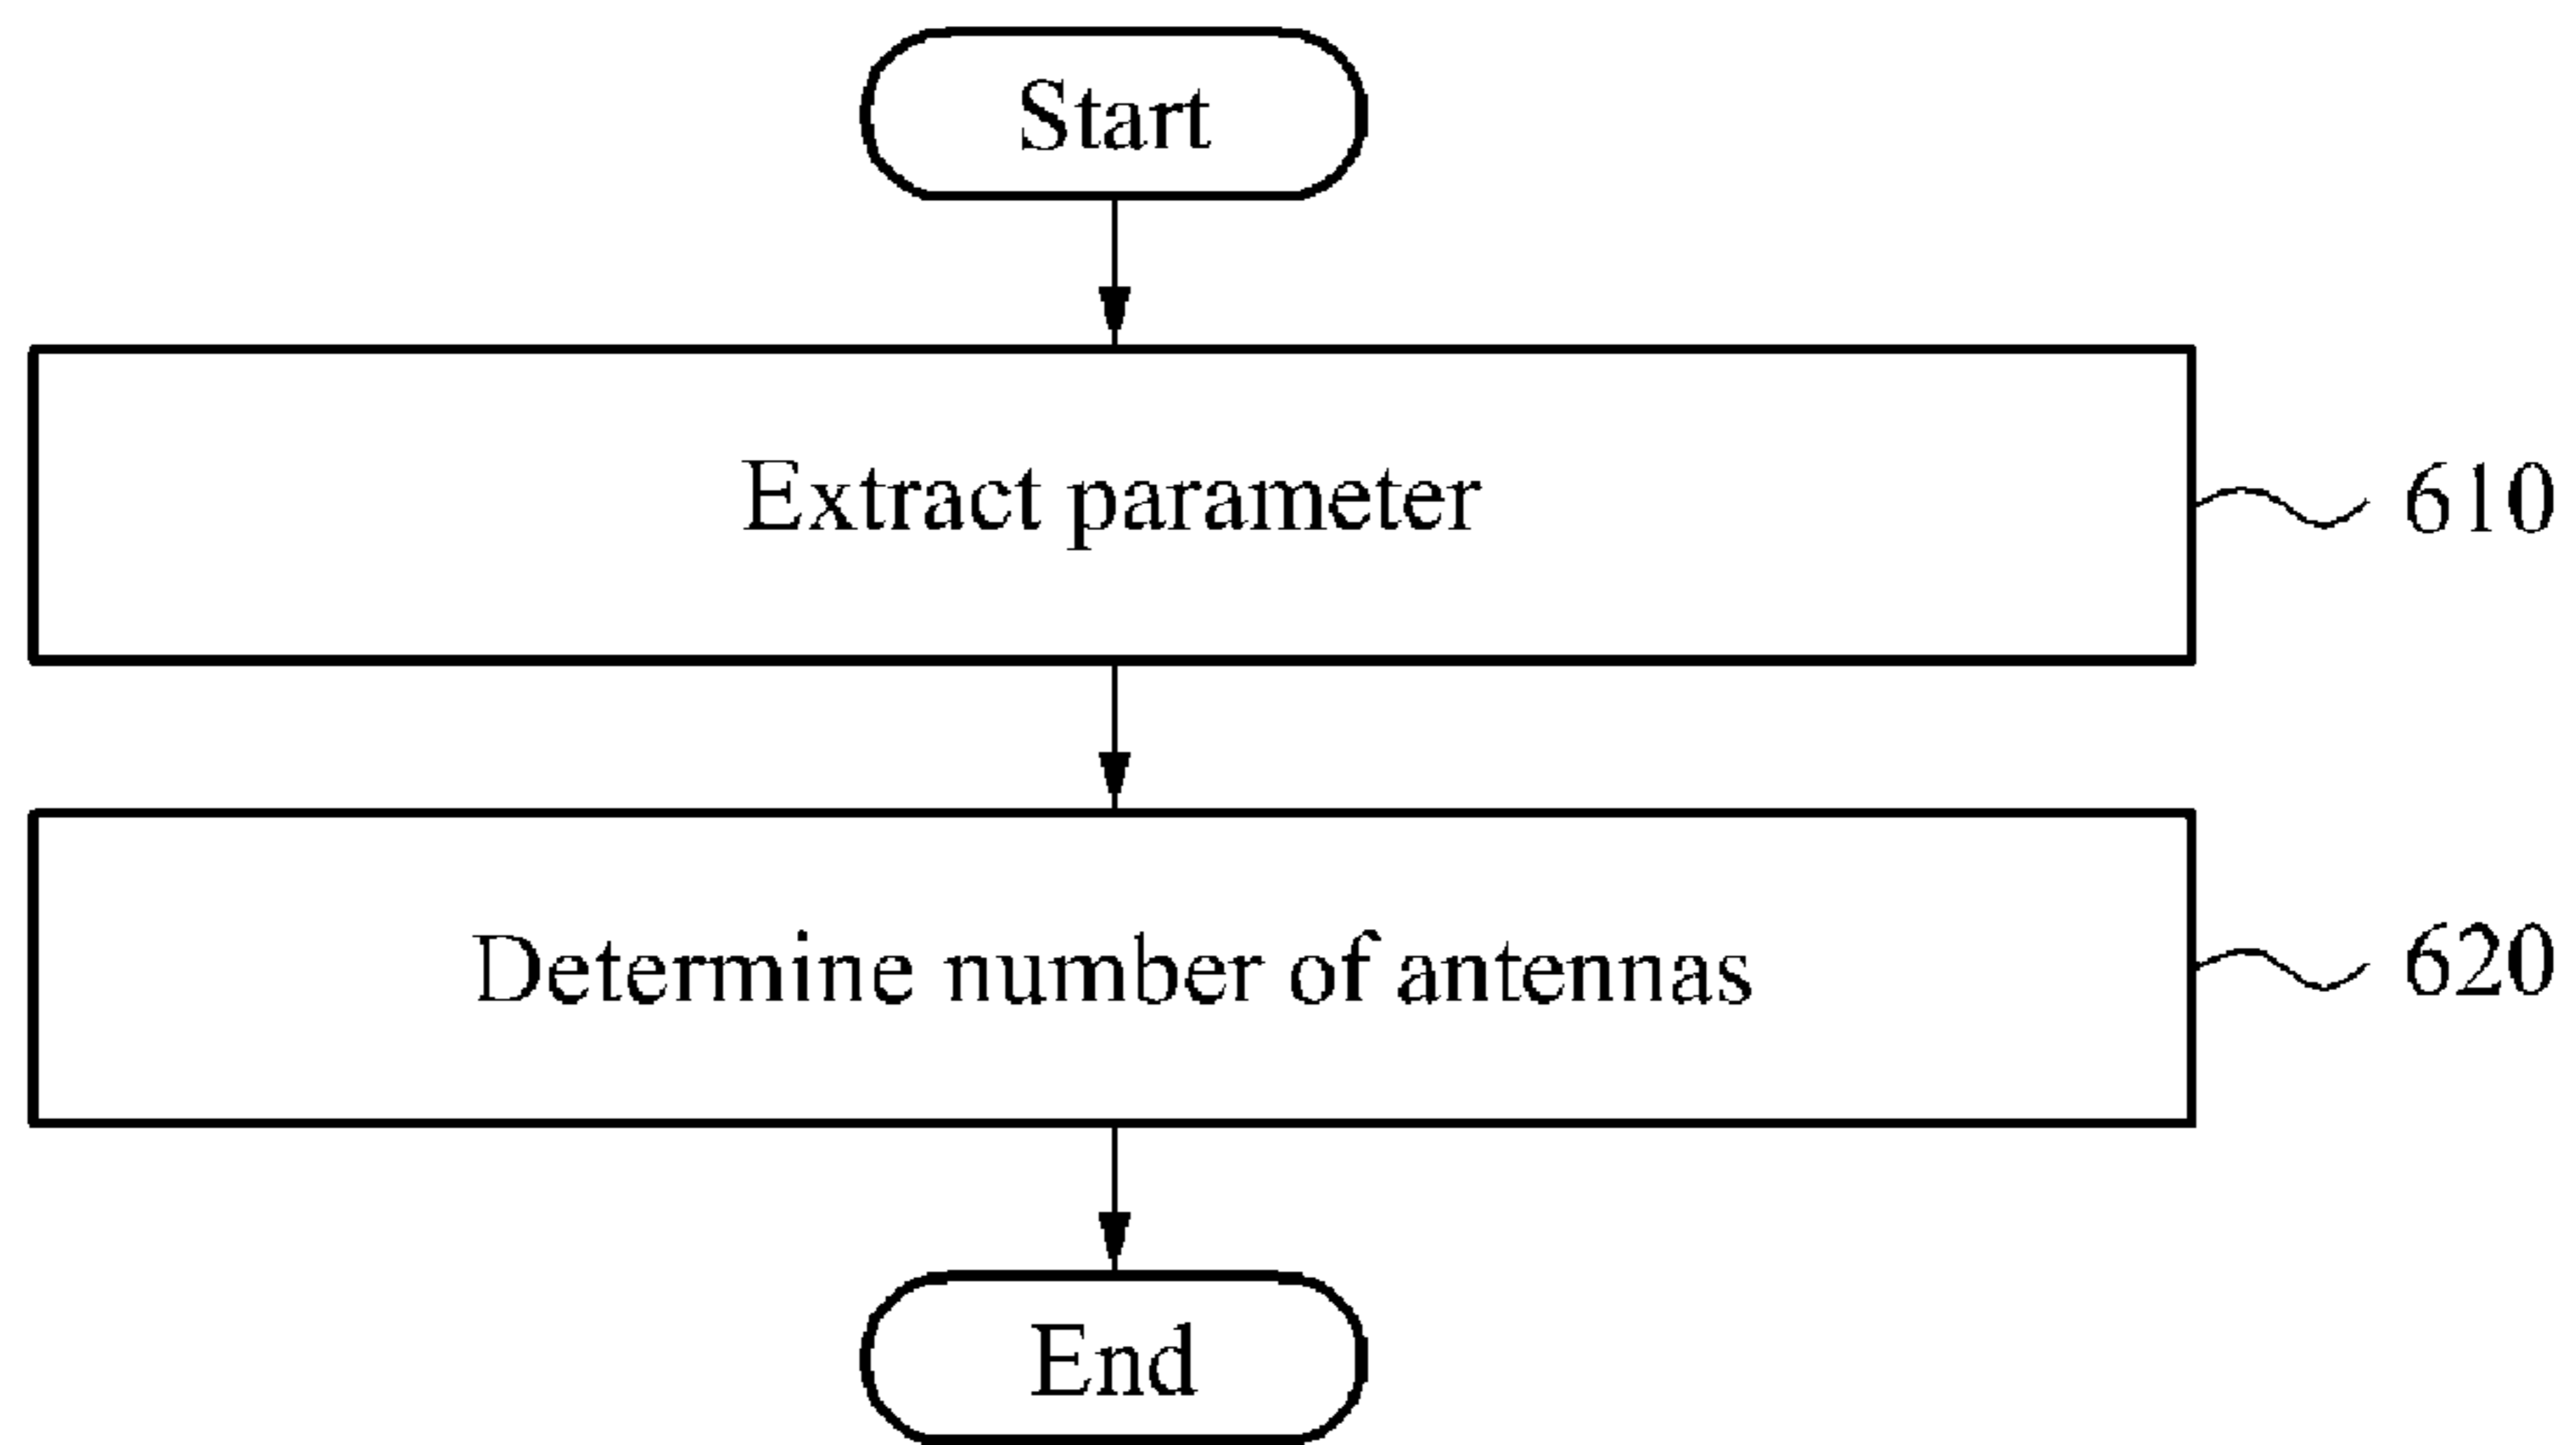 Start
Extract parameter
610
Determine number of antennas
620
End